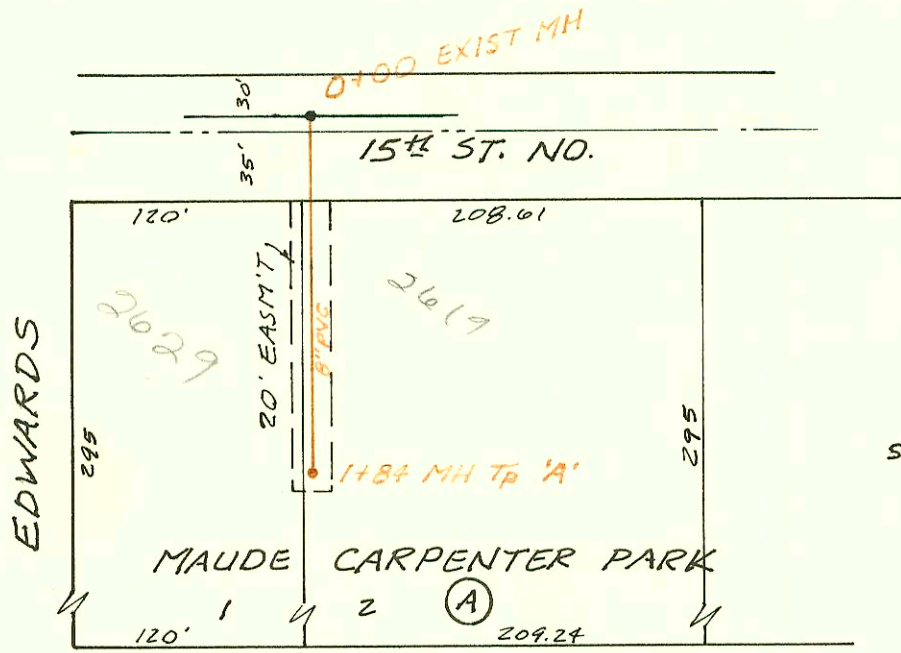 0+00 EXIST MH
30'
15th ST. NO.
35'
120'
208.61
20' EASM'T
2629
2619
8" PVC
EDWARDS
295
295
S
1+84 MH Tp 'A'
MAUDE CARPENTER PARK
1
2
A
120'
209.24